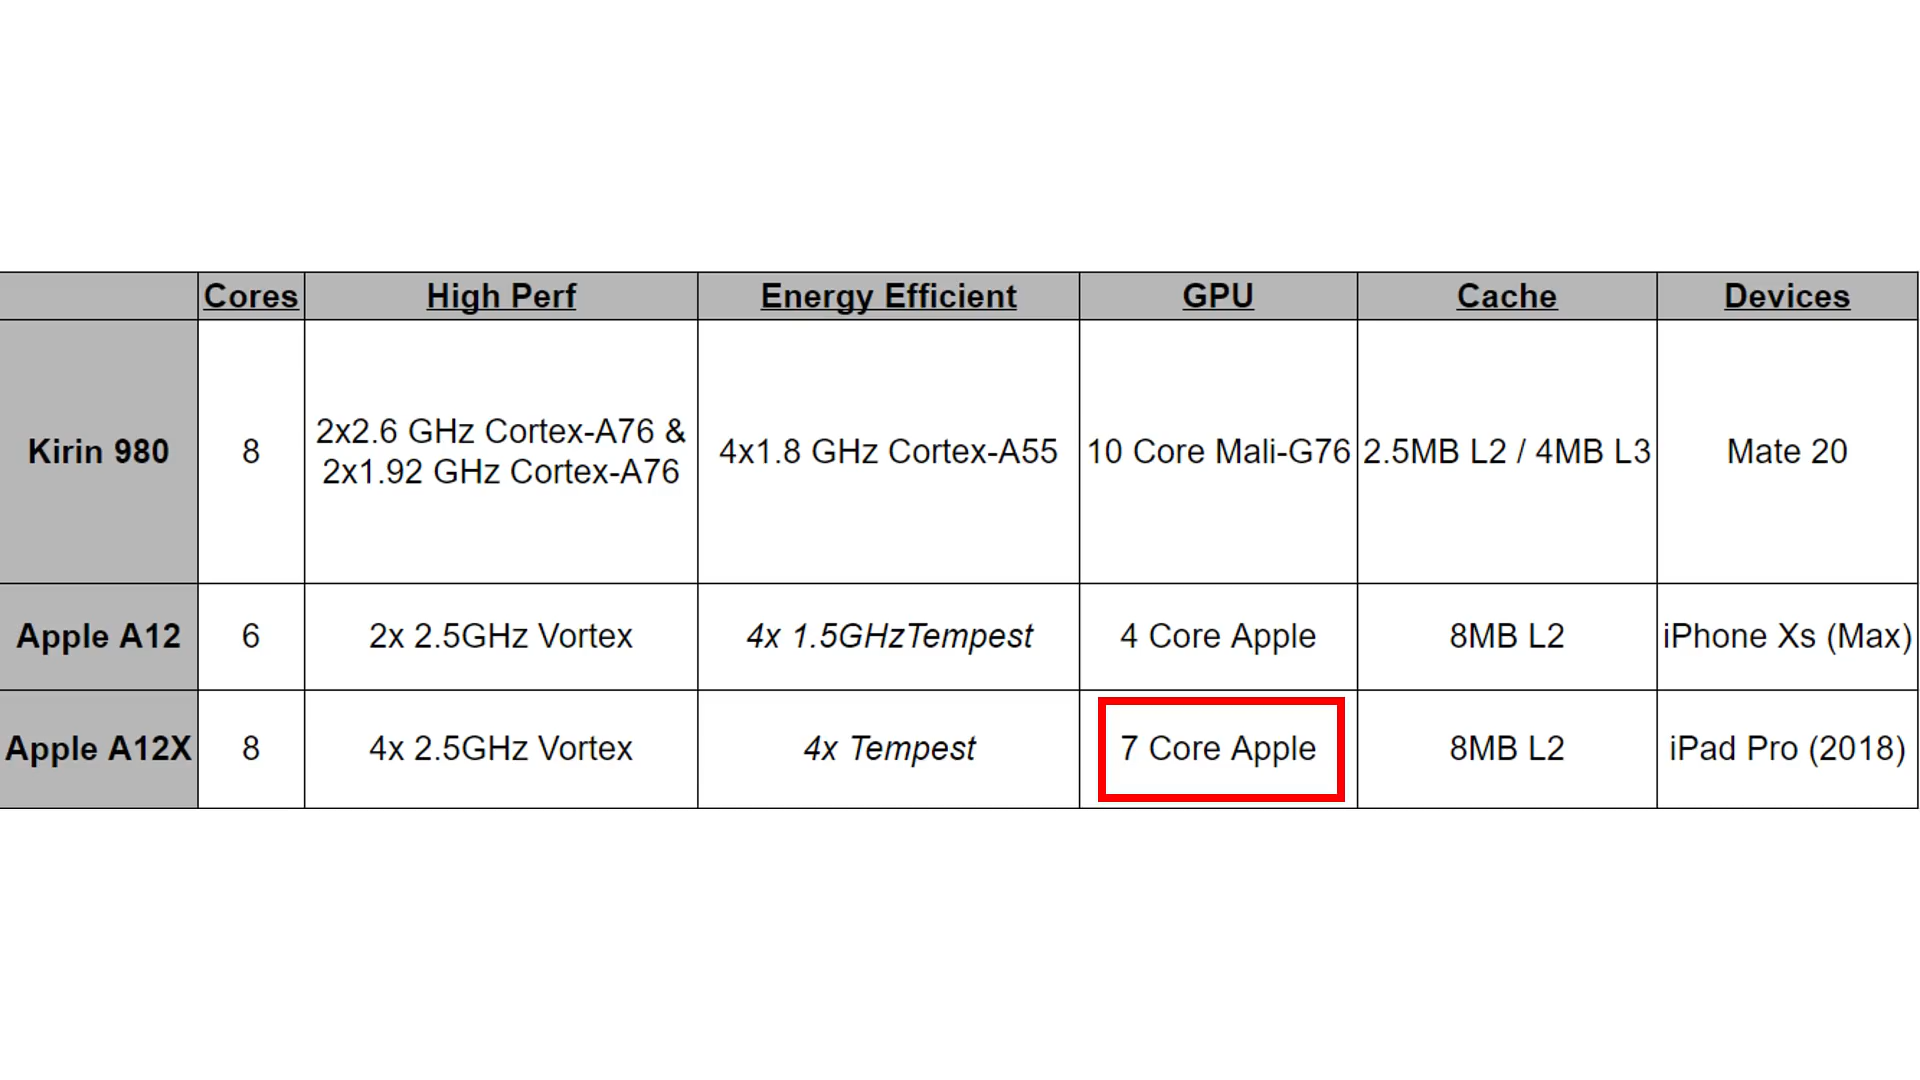 Cores High Perf Energy Efficient GPU Cache Devices
Kirin 980 8 2x2.6 GHz Cortex-A76 & 2x1.92 GHz Cortex-A76 4x1.8 GHz Cortex-A55 10 Core Mali-G76 2.5MB L2 / 4MB L3 Mate 20
Apple A12 6 2x 2.5GHz Vortex 4x 1.5GHzTempest 4 Core Apple 8MB L2 iPhone Xs (Max)
Apple A12X 8 4x 2.5GHz Vortex 4x Tempest 7 Core Apple 8MB L2 iPad Pro (2018)